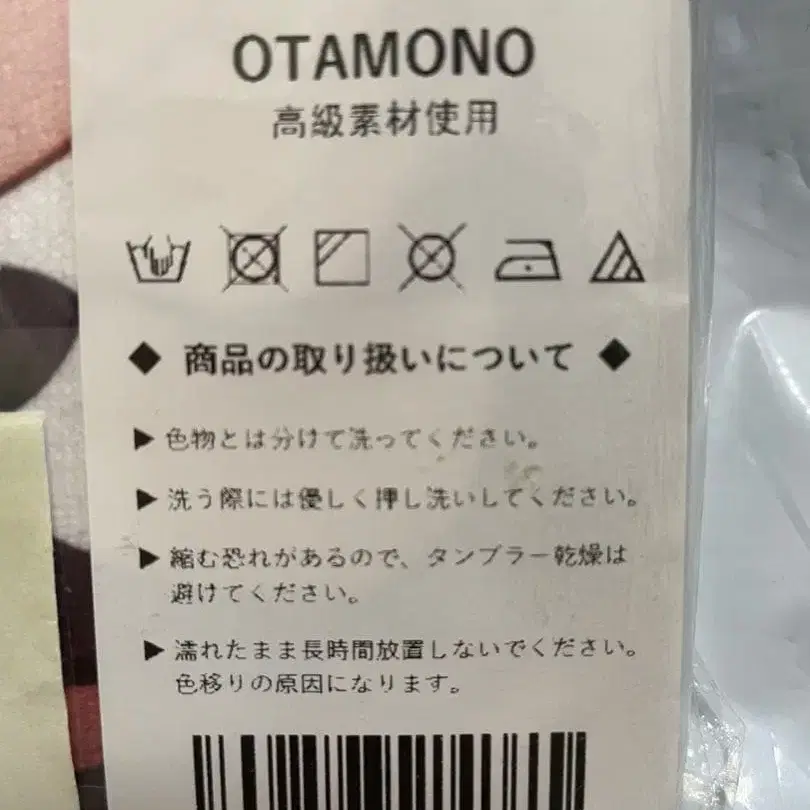 OTAMONO
高級素材使用
◆ 商品の取り扱いについて ◆
▶ 色物とは分けて洗ってください。
▶ 洗う際には優しく押し洗いしてください。
▶ 縮む恐れがあるので、タンブラー乾燥は
避けてください。
▶ 濡れたまま長時間放置しないでください。
色移りの原因になります。